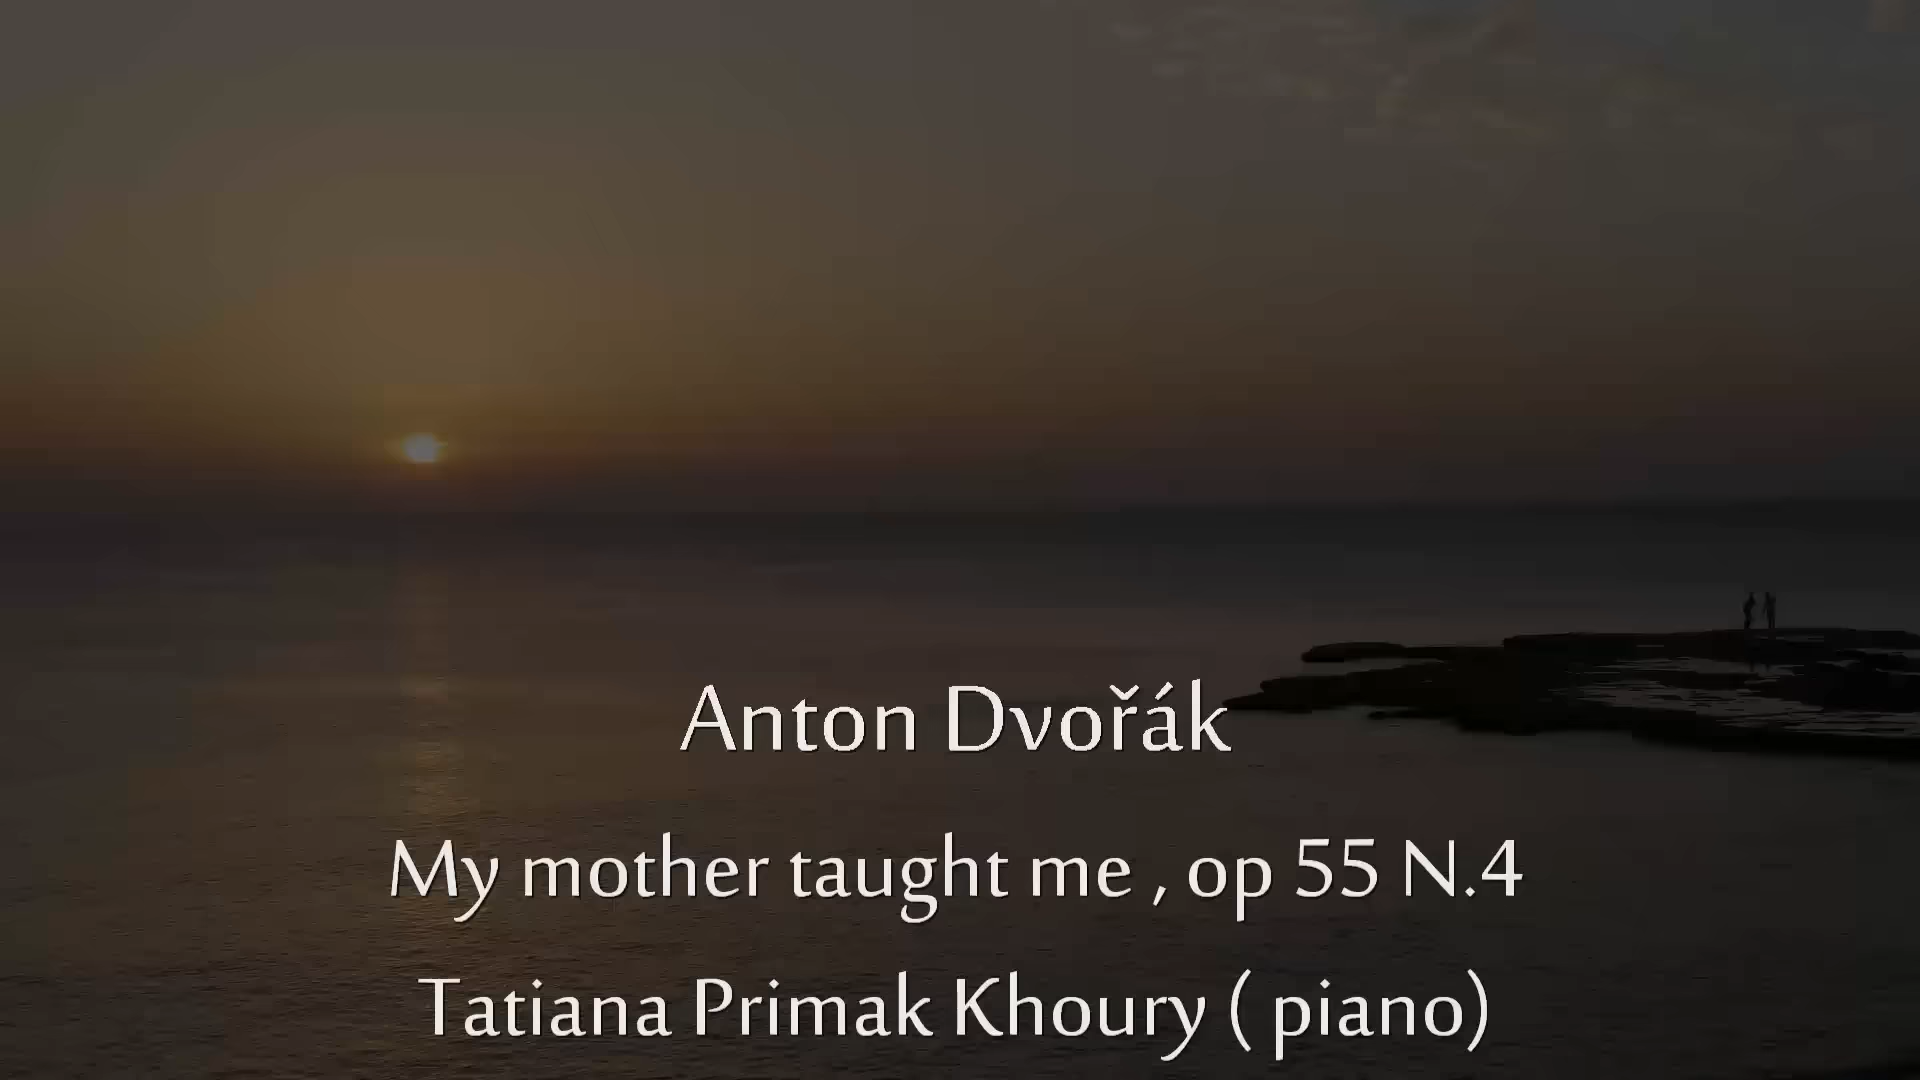 Anton Dvořák
My mother taught me , op 55 N.4
Tatiana Primak Khoury ( piano)